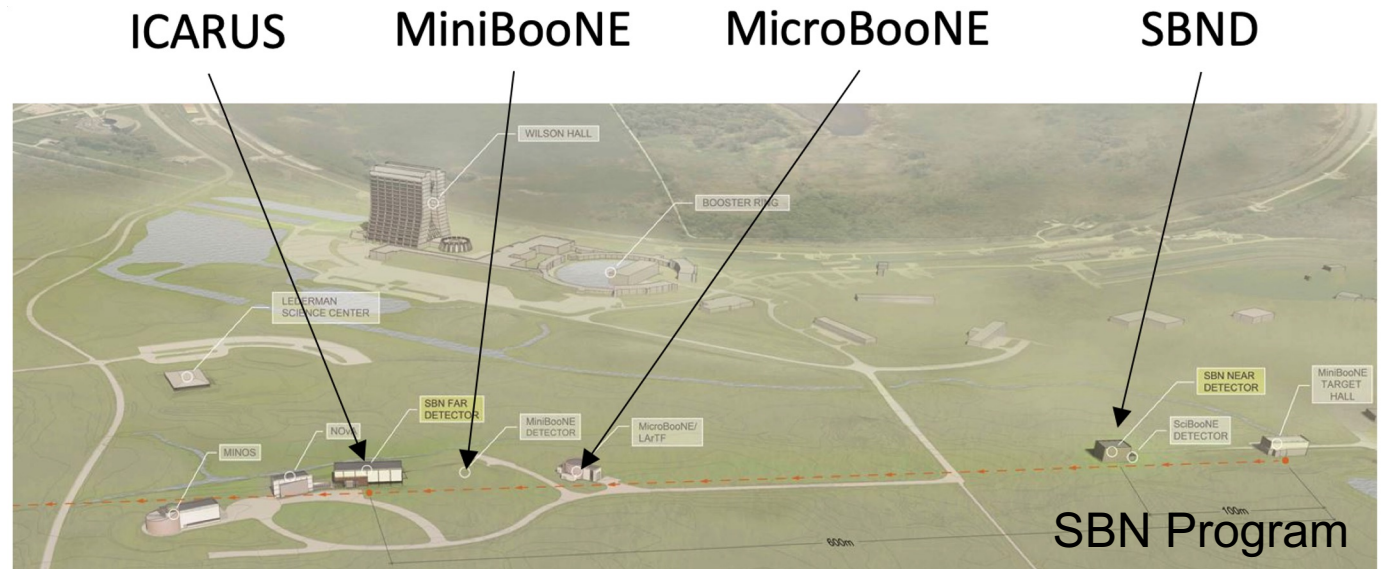 ICARUS
MiniBooNE
MicroBooNE
SBND
WILSON HALL
BOOSTER RING
LEDERMAN
SCIENCE CENTER
SBN FAR
DETECTOR
MiniBooNE
DETECTOR
MicroBooNE/
LArTF
SBN NEAR
DETECTOR
MiniBooNE
TARGET
HALL
SciBooNE
DETECTOR
NOvA
MINOS
100m
600m
SBN Program